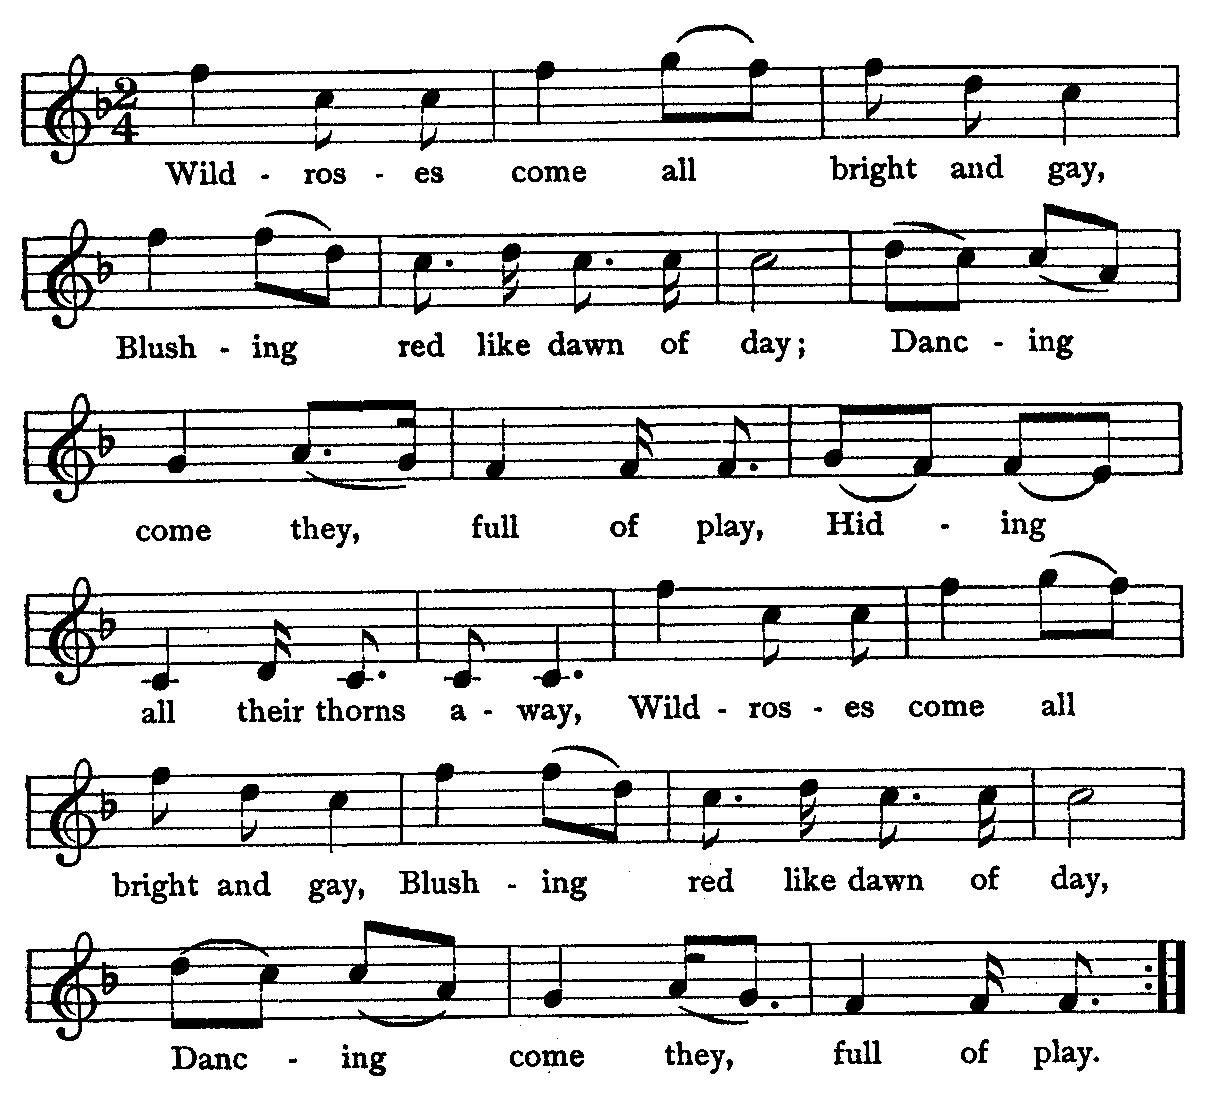 2
4
Wild - ros - es come all bright and gay,
Blush - ing red like dawn of day; Danc - ing
come they, full of play, Hid - ing
all their thorns a - way, Wild - ros - es come all
bright and gay, Blush - ing red like dawn of day,
Danc - ing come they, full of play.